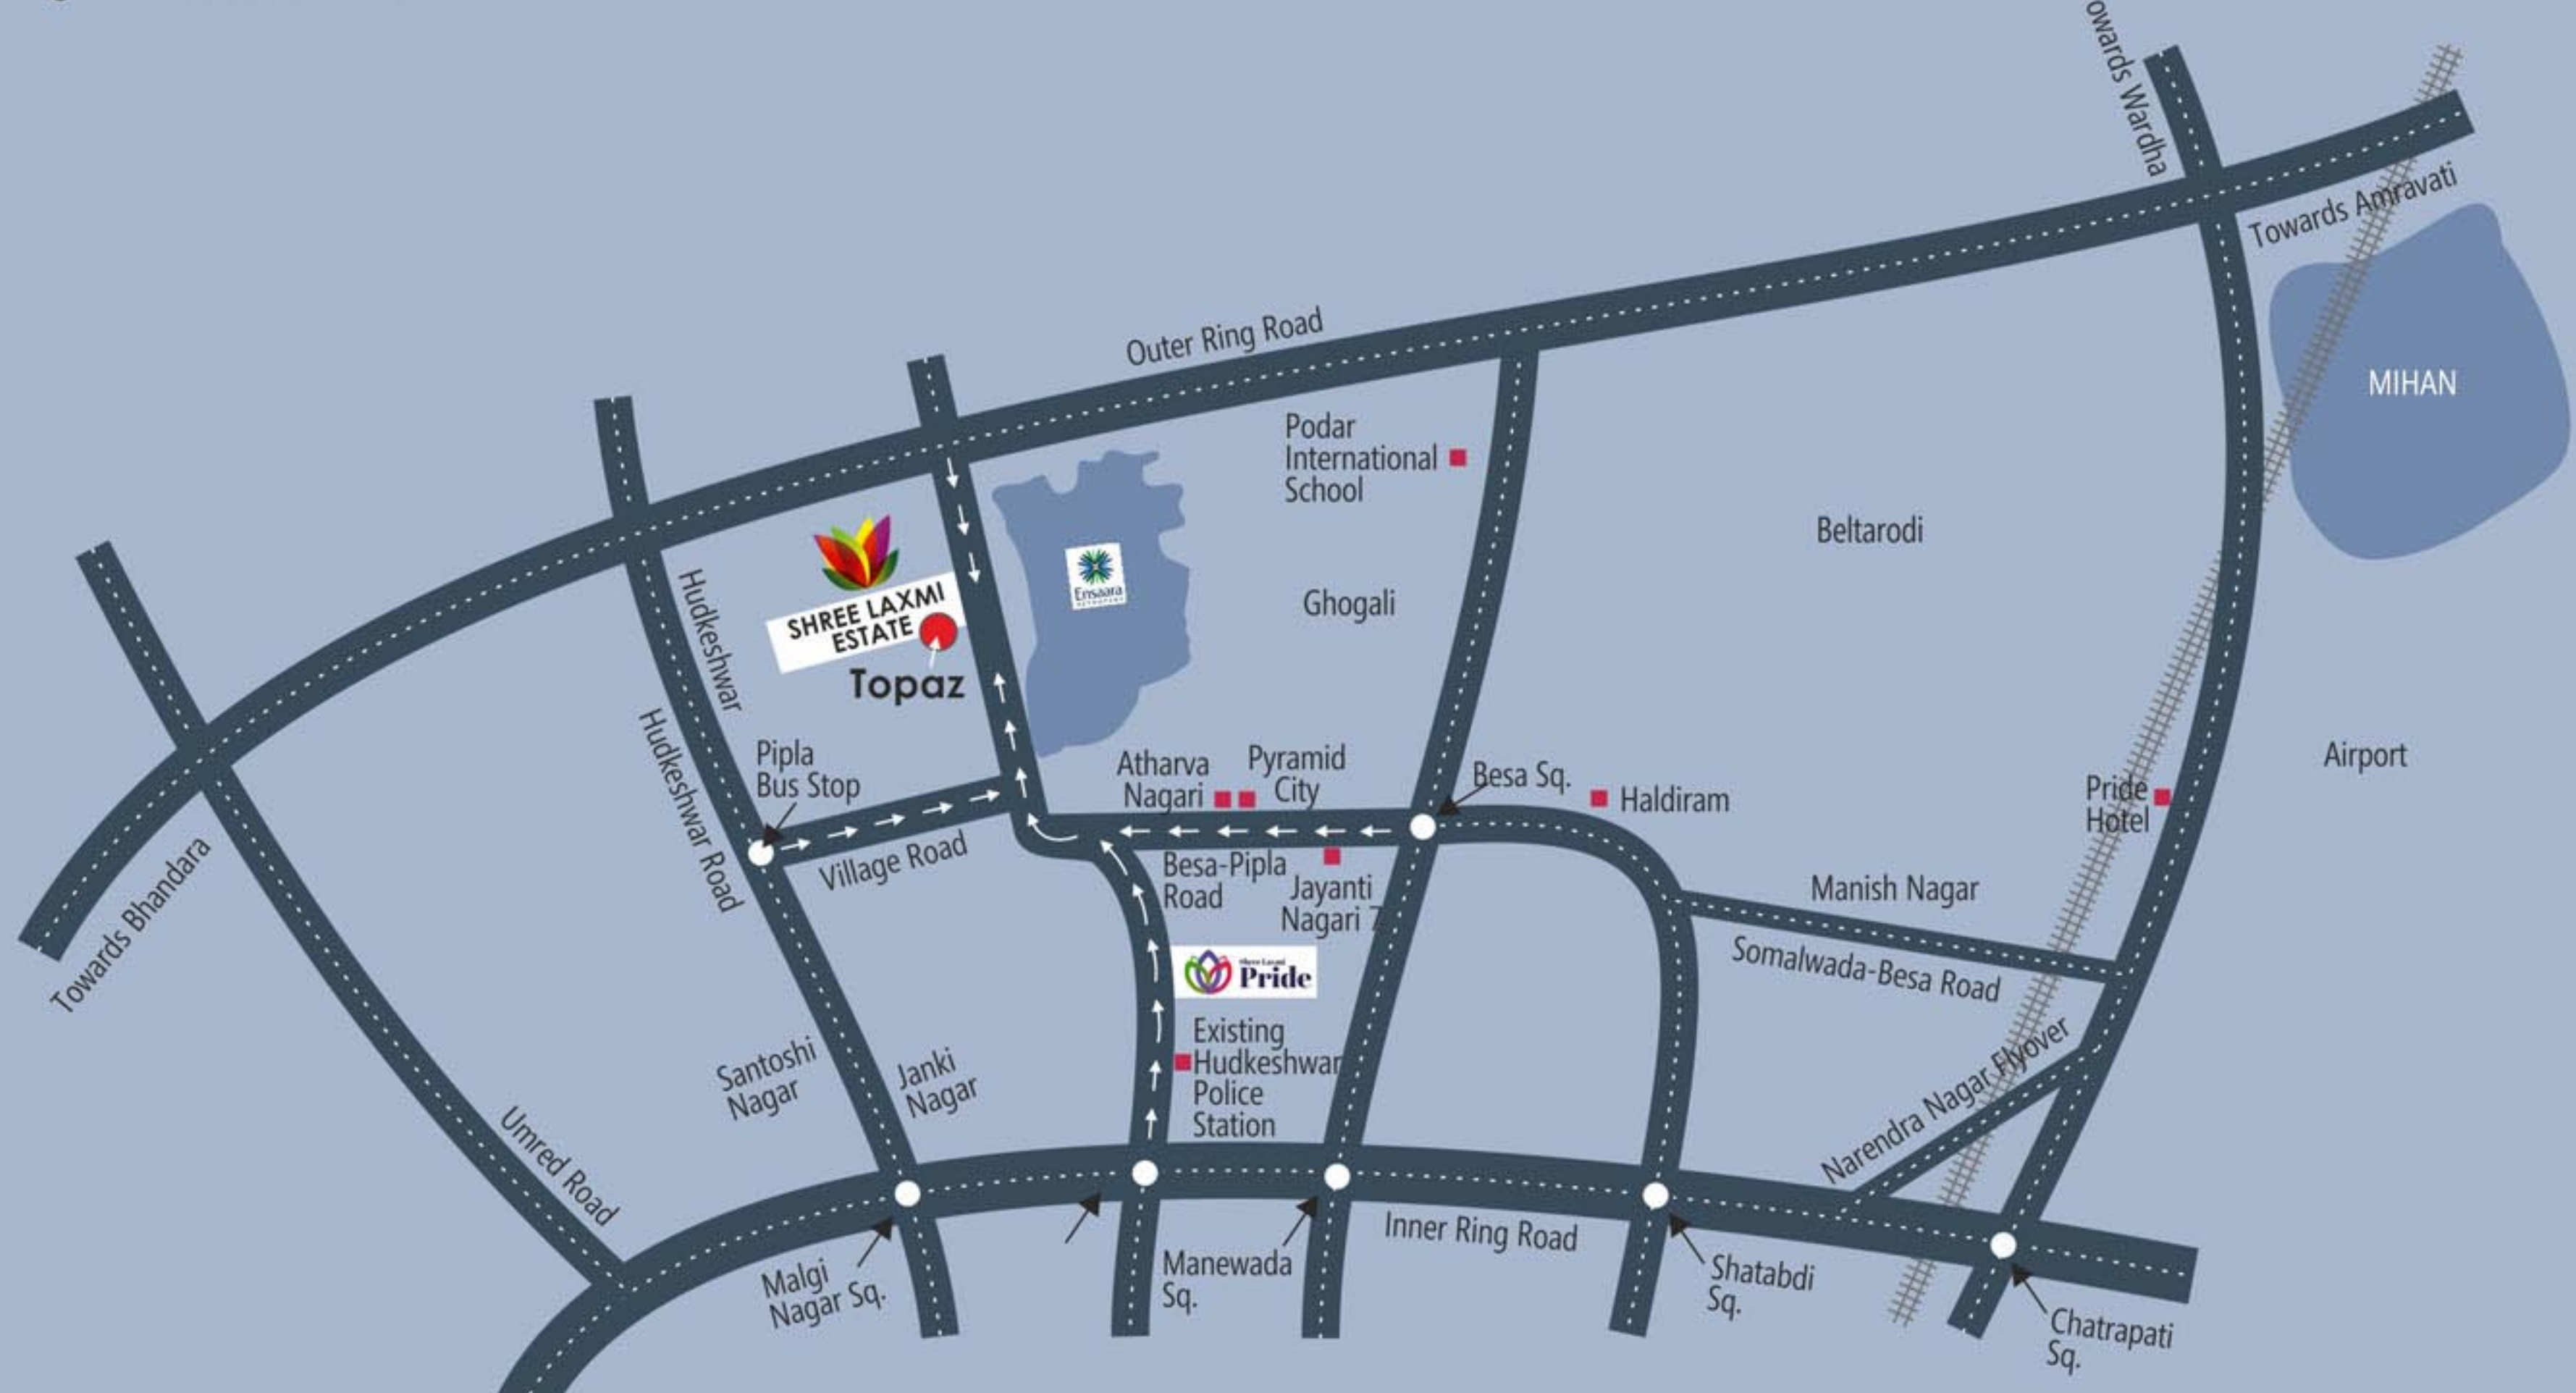 owards Wardha
Towards Amravati
MIHAN
Outer Ring Road
Podar
International
School
Beltarodi
Ensaara
Ghogali
SHREE LAXMI
ESTATE
Topaz
Hudkeshwar
Hudkeshwar Road
Pipla
Bus Stop
Village Road
Atharva
Nagari
Pyramid
City
Besa Sq.
Haldiram
Airport
Pride
Hotel
Besa-Pipla
Road
Jayanti
Nagari 7
Manish Nagar
Somalwada-Besa Road
Towards Bhandara
Shree Laxmi
Pride
Existing
Hudkeshwar
Police
Station
Santoshi
Nagar
Janki
Nagar
Narendra Nagar Flyover
Umred Road
Malgi
Nagar Sq.
Manewada
Sq.
Inner Ring Road
Shatabdi
Sq.
Chatrapati
Sq.